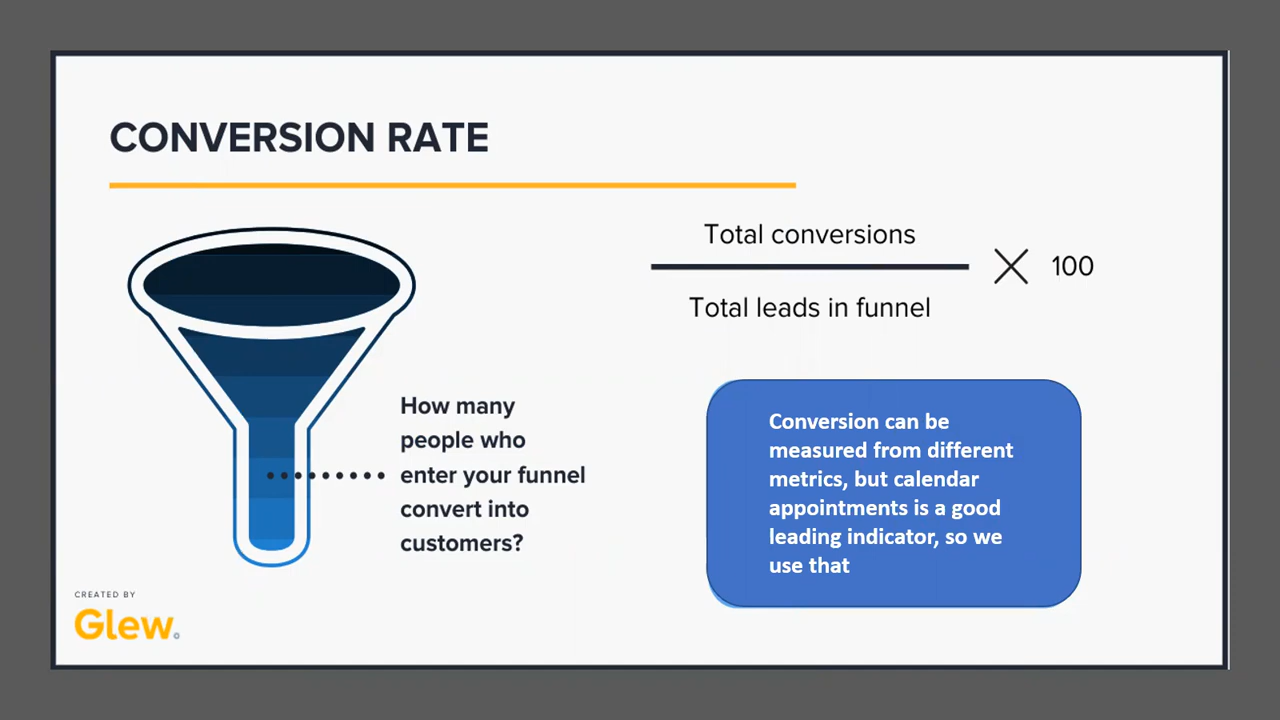 CONVERSION RATE
Total conversions
Total leads in funnel
100
How many
people who
enter your funnel
convert into
customers?
Conversion can be
measured from different
metrics, but calendar
appointments is a good
leading indicator, so we
use that
CREATED BY
Glew.